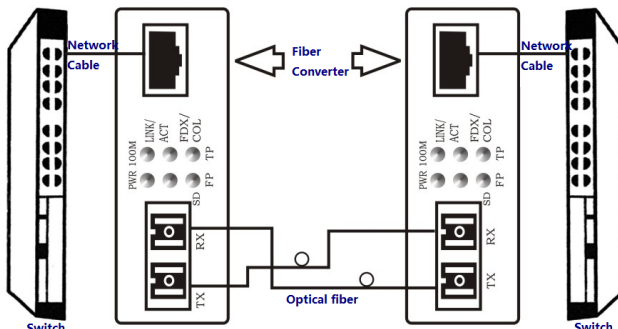 Network
Cable
Fiber
Converter
Network
Cable
LINK/
ACT
FDX/
COL
PWR 100M
TP
FP
SD
RX
TX
LINK/
ACT
FDX/
COL
PWR 100M
TP
FP
SD
RX
TX
Optical fiber
Switch
Switch